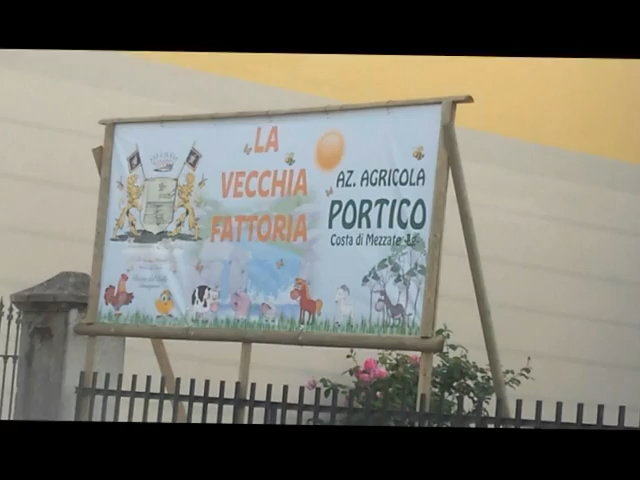 LA
VECCHIA
FATTORIA
AZ. AGRICOLA
PORTICO
Costa di Mezzate